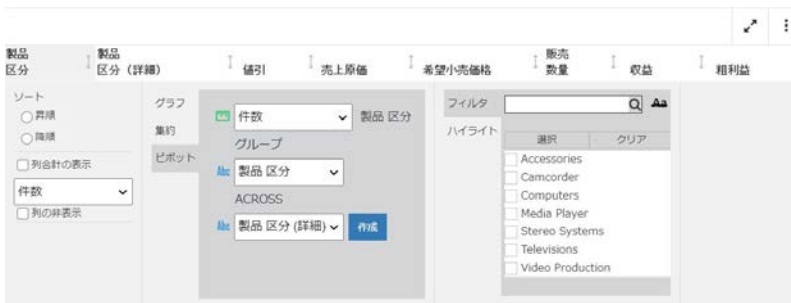 製品
区分
製品
区分 (詳細)
値引
売上原価
希望小売価格
販売
数量
収益
粗利益
ソート
昇順
降順
列合計の表示
件数
列の非表示
グラフ
集約
ピボット
件数
製品 区分
グループ
Abc 製品 区分
ACROSS
Abc 製品 区分 (詳細)
作成
フィルタ
ハイライト
Aa
選択
クリア
Accessories
Camcorder
Computers
Media Player
Stereo Systems
Televisions
Video Production